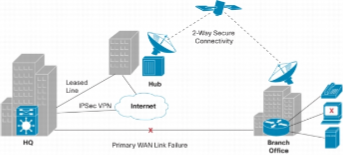 2-Way Secure
Connectivity
Leased
Line
Hub
IPSec VPN
Internet
HQ
Primary WAN Link Failure
Branch
Office